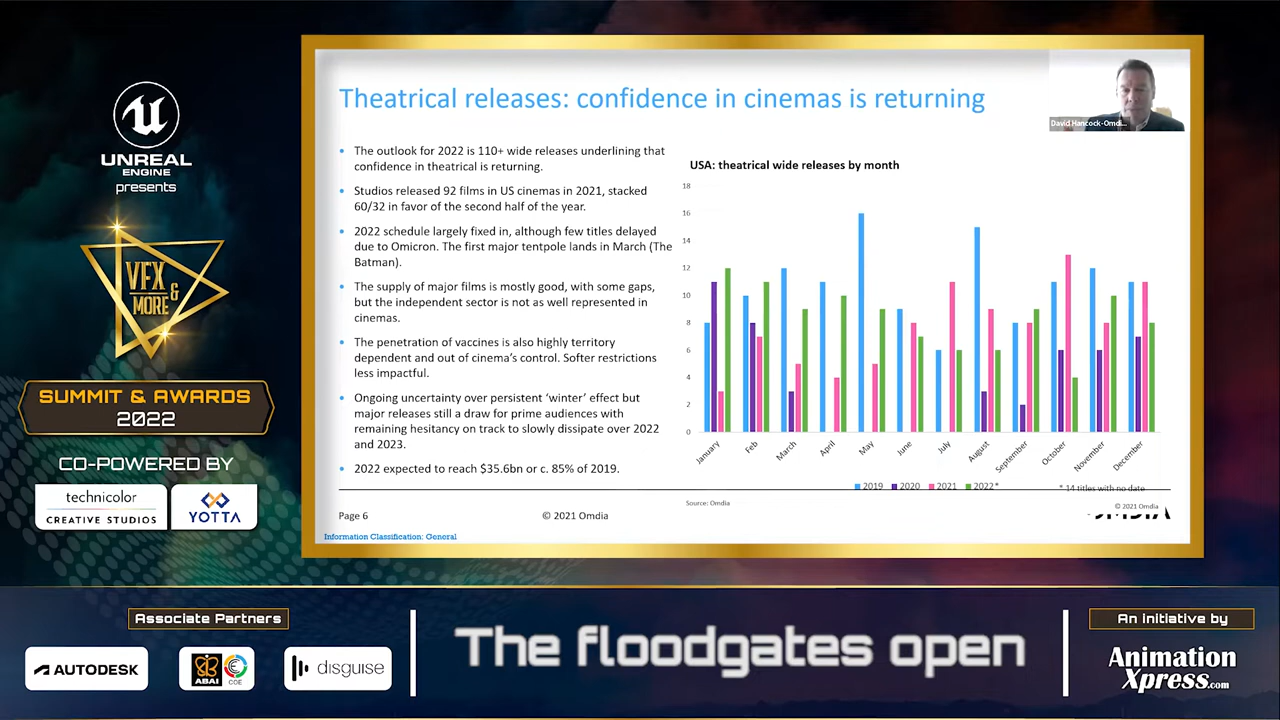 UNREAL
ENGINE
presents
VFX
&
MORE
SUMMIT & AWARDS
2022
CO-POWERED BY
technicolor
CREATIVE STUDIOS
YOTTA
Theatrical releases: confidence in cinemas is returning
David Hancock-Omdi...
The outlook for 2022 is 110+ wide releases underlining that
confidence in theatrical is returning.
Studios released 92 films in US cinemas in 2021, stacked
60/32 in favor of the second half of the year.
2022 schedule largely fixed in, although few titles delayed
due to Omicron. The first major tentpole lands in March (The
Batman).
The supply of major films is mostly good, with some gaps,
but the independent sector is not as well represented in
cinemas.
The penetration of vaccines is also highly territory
dependent and out of cinema's control. Softer restrictions
less impactful.
Ongoing uncertainty over persistent 'winter' effect but
major releases still a draw for prime audiences with
remaining hesitancy on track to slowly dissipate over 2022
and 2023.
2022 expected to reach $35.6bn or c. 85% of 2019.
USA: theatrical wide releases by month
18
16
14
12
10
8
6
4
2
0
January Feb March April May June July August September October November December
2019 2020 2021 2022*
* 14 titles with no date
Source: Omdia
© 2021 Omdia
OMDIA
Page 6 © 2021 Omdia
Information Classification: General
Associate Partners
AUTODESK
ABAI
COE
disguise
The floodgates open
An initiative by
Animation
Xpress.com